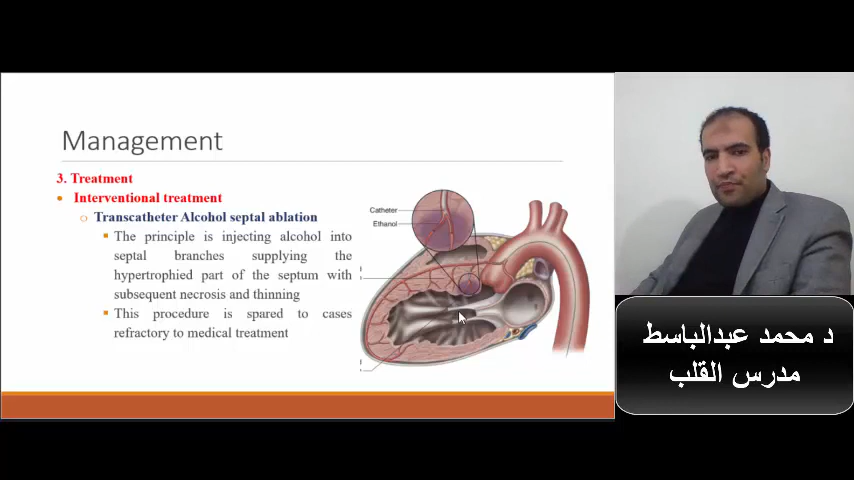 Management
3. Treatment
• Interventional treatment
○ Transcatheter Alcohol septal ablation
▪ The principle is injecting alcohol into
septal branches supplying the
hypertrophied part of the septum with
subsequent necrosis and thinning
▪ This procedure is spared to cases
refractory to medical treatment
Catheter
Ethanol
د محمد عبدالباسط
مدرس القلب